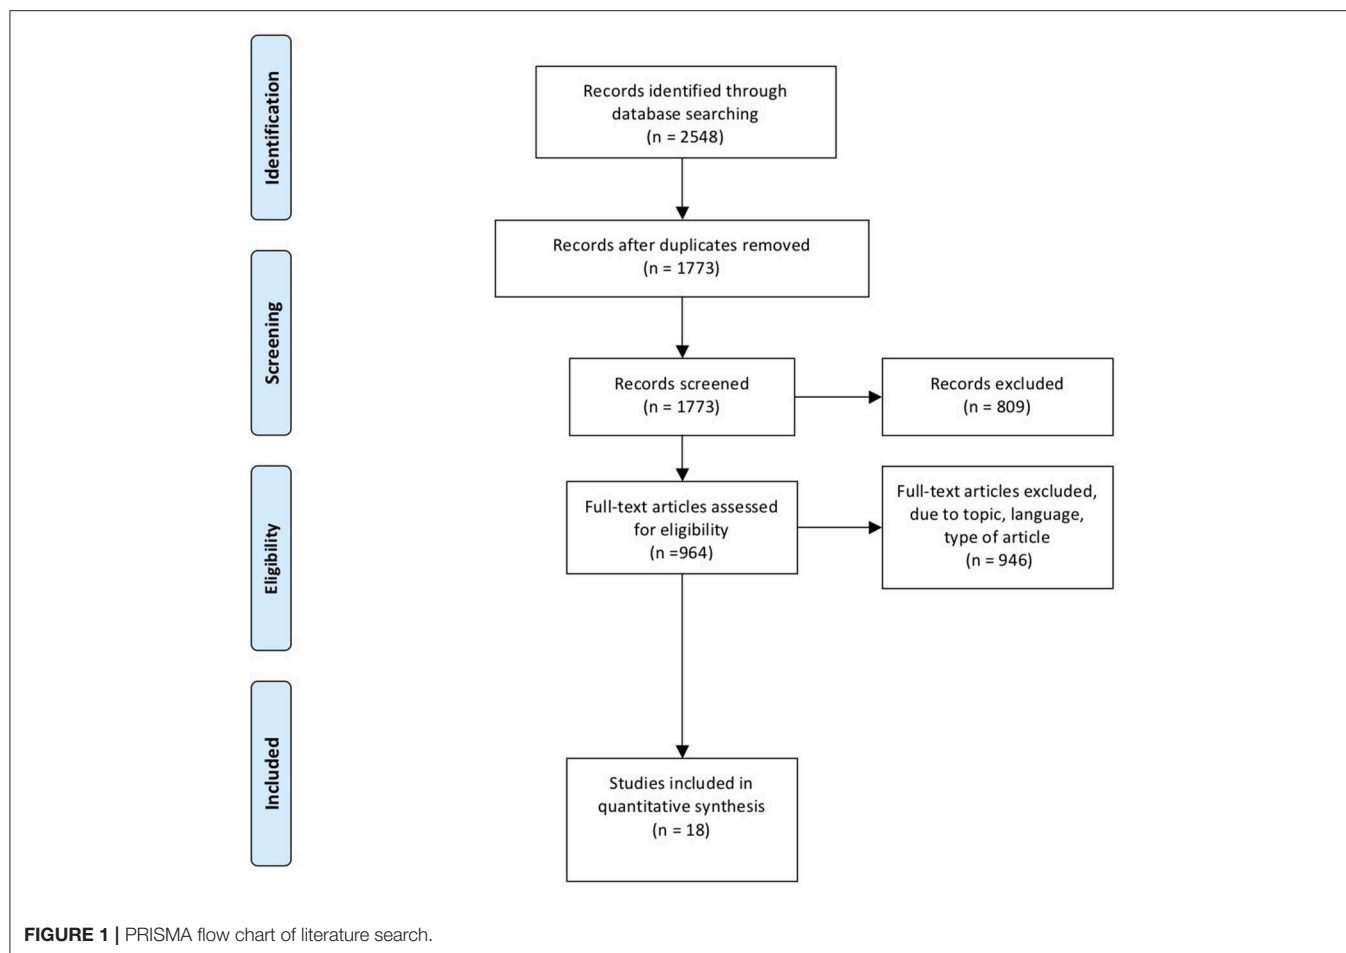 Identification
Records identified through
database searching
(n = 2548)
Records after duplicates removed
(n = 1773)
Screening
Records screened
(n = 1773)
Records excluded
(n = 809)
Eligibility
Full-text articles assessed
for eligibility
(n =964)
Full-text articles excluded,
due to topic, language,
type of article
(n = 946)
Included
Studies included in
quantitative synthesis
(n = 18)
FIGURE 1 | PRISMA flow chart of literature search.